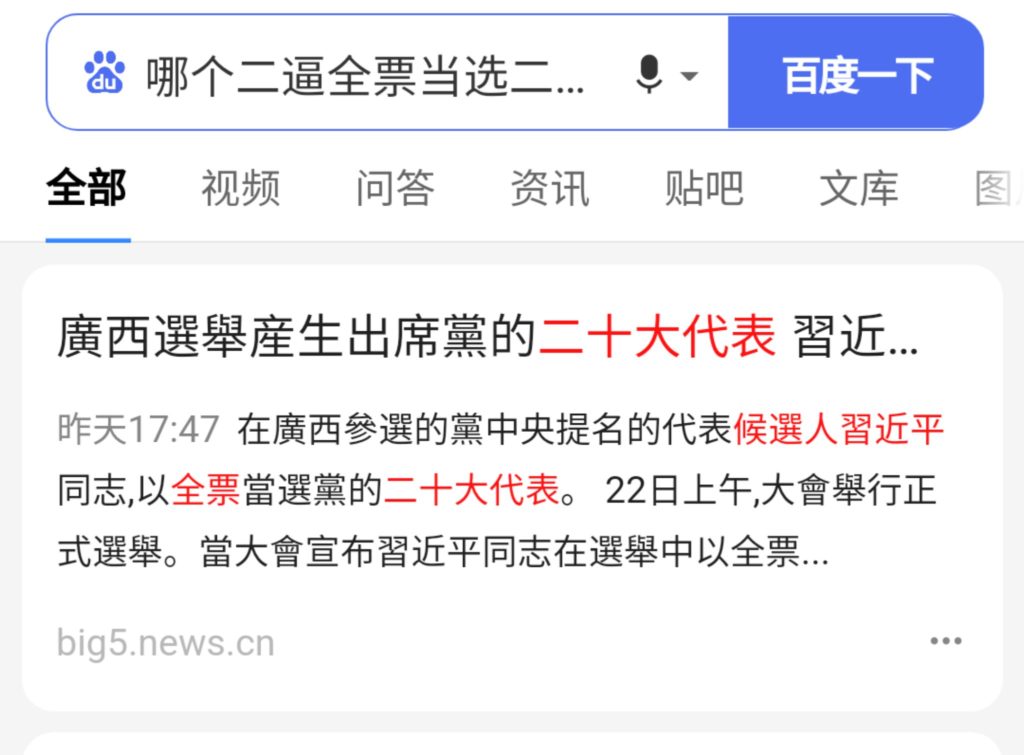 du 哪个二逼全票当选二... 百度一下
全部 视频 问答 资讯 贴吧 文库
廣西選舉産生出席黨的二十大代表 習近...
昨天17:47 在廣西參選的黨中央提名的代表候選人習近平
同志,以全票當選黨的二十大代表。 22日上午,大會舉行正
式選舉。當大會宣布習近平同志在選舉中以全票...
big5.news.cn